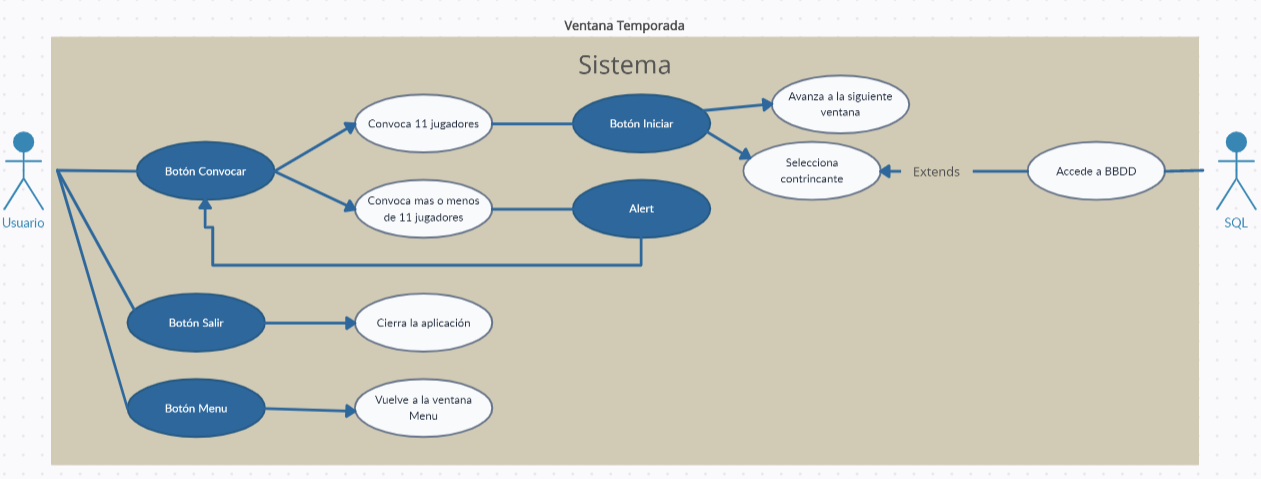 Ventana Temporada
Sistema
Avanza a la siguiente
ventana
Convoca 11 jugadores
Botón Iniciar
Selecciona
contrincante
Extends
Accede a BBDD
Botón Convocar
Convoca mas o menos
de 11 jugadores
Alert
Usuario
SQL
Botón Salir
Cierra la aplicación
Botón Menu
Vuelve a la ventana
Menu